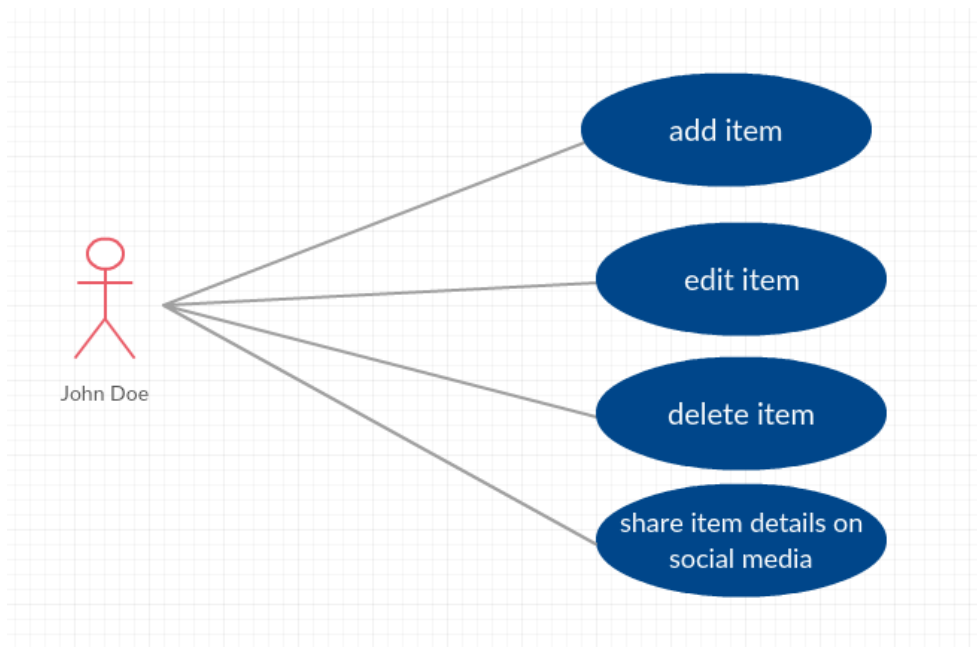 add item
edit item
John Doe
delete item
share item details on
social media